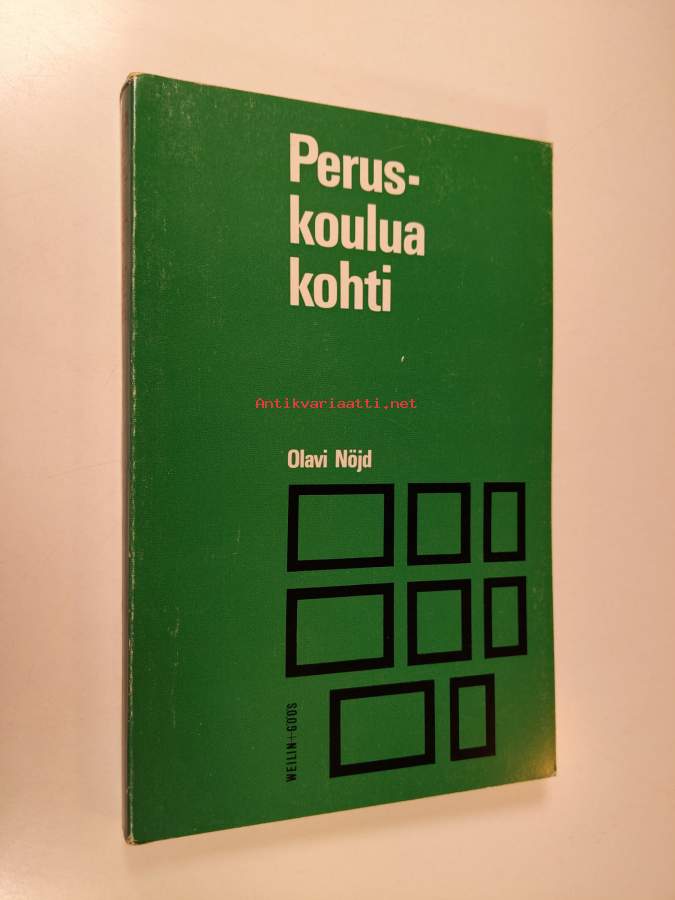 Perus-
koulua
kohti
Antikvariaatti.net
Olavi Nöjd
WEILIN+GÖÖS